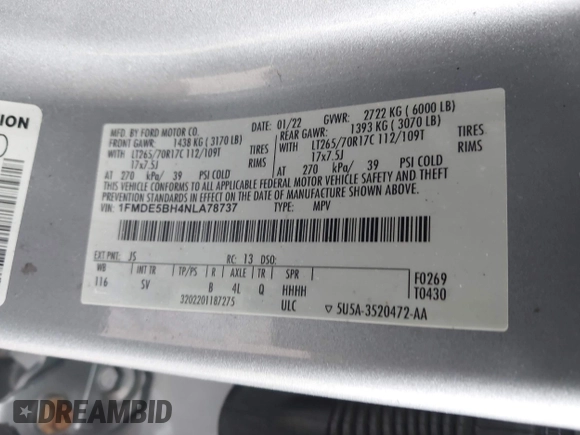 TION
MFD. BY FORD MOTOR CO.
DATE: 01/22 GVWR: 2722 KG ( 6000 LB)
FRONT GAWR: 1438 KG ( 3170 LB) REAR GAWR: 1393 KG ( 3070 LB)
WITH LT265/70R17C 112/109T TIRES WITH LT265/70R17C 112/109T TIRES
17x7.5J RIMS 17x7.5J RIMS
AT 270 kPa/ 39 PSI COLD AT 270 kPa/ 39 PSI COLD
THIS VEHICLE CONFORMS TO ALL APPLICABLE FEDERAL MOTOR VEHICLE SAFETY AND THEFT
PREVENTION STANDARDS IN EFFECT ON THE DATE OF MANUFACTURE SHOWN ABOVE.
VIN: 1FMDE5BH4NLA78737 TYPE: MPV
EXT PNT: JS RC: 13 DSO:
WB INT TR TP/PS R AXLE TR SPR F0269
116 SV B 4L Q HHHH T0430
3202201187275 ULC ▽ 5U5A-3520472-AA
DREAMBID